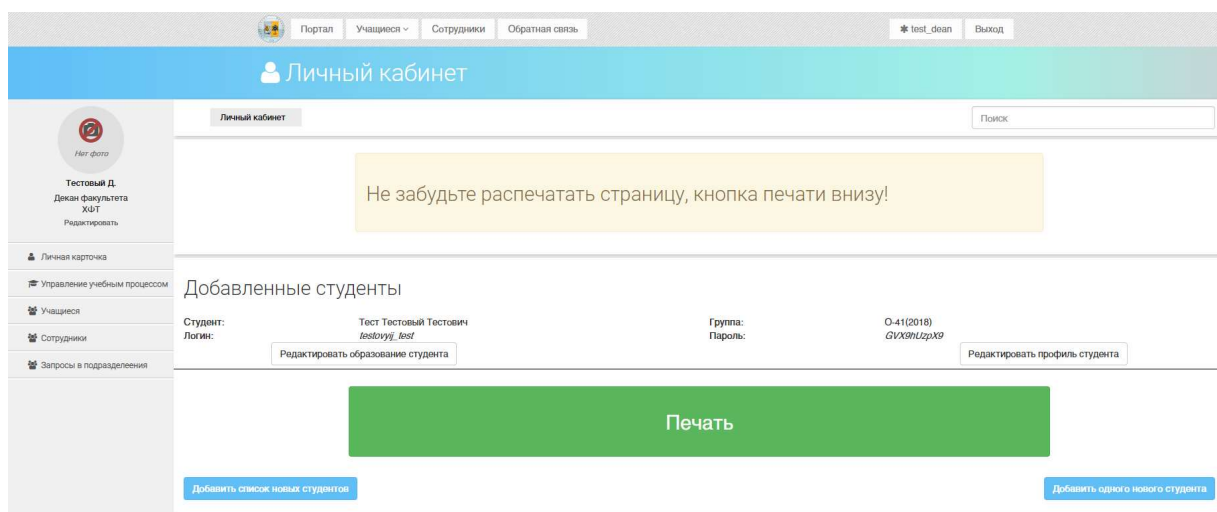 Портал Учащиеся Сотрудники Обратная связь test_dean Выход
Личный кабинет
Личный кабинет Поиск
Нет фото
Тестовый Д.
Декан факультета
ХФТ
Редактировать
Не забудьте распечатать страницу, кнопка печати внизу!
Личная карточка
Управление учебным процессом
Учащиеся
Сотрудники
Запросы в подразделеения
Добавленные студенты
Студент: Тест Тестовый Тестович Группа: О-41(2018)
Логин: testovyij_test Пароль: GVX9hUzpX9
Редактировать образование студента Редактировать профиль студента
Печать
Добавить список новых студентов Добавить одного нового студента